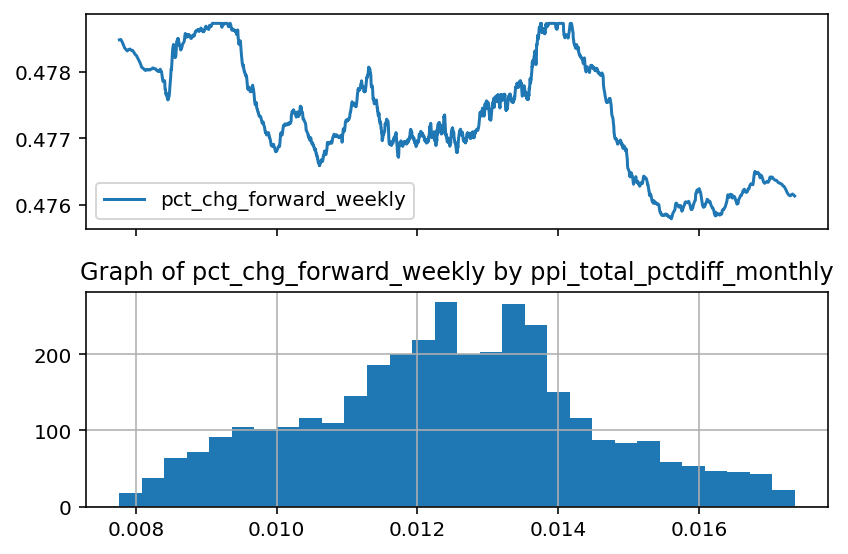 0.478
0.477
0.476
pct_chg_forward_weekly
Graph of pct_chg_forward_weekly by ppi_total_pctdiff_monthly
200
100
0
0.008 0.010 0.012 0.014 0.016